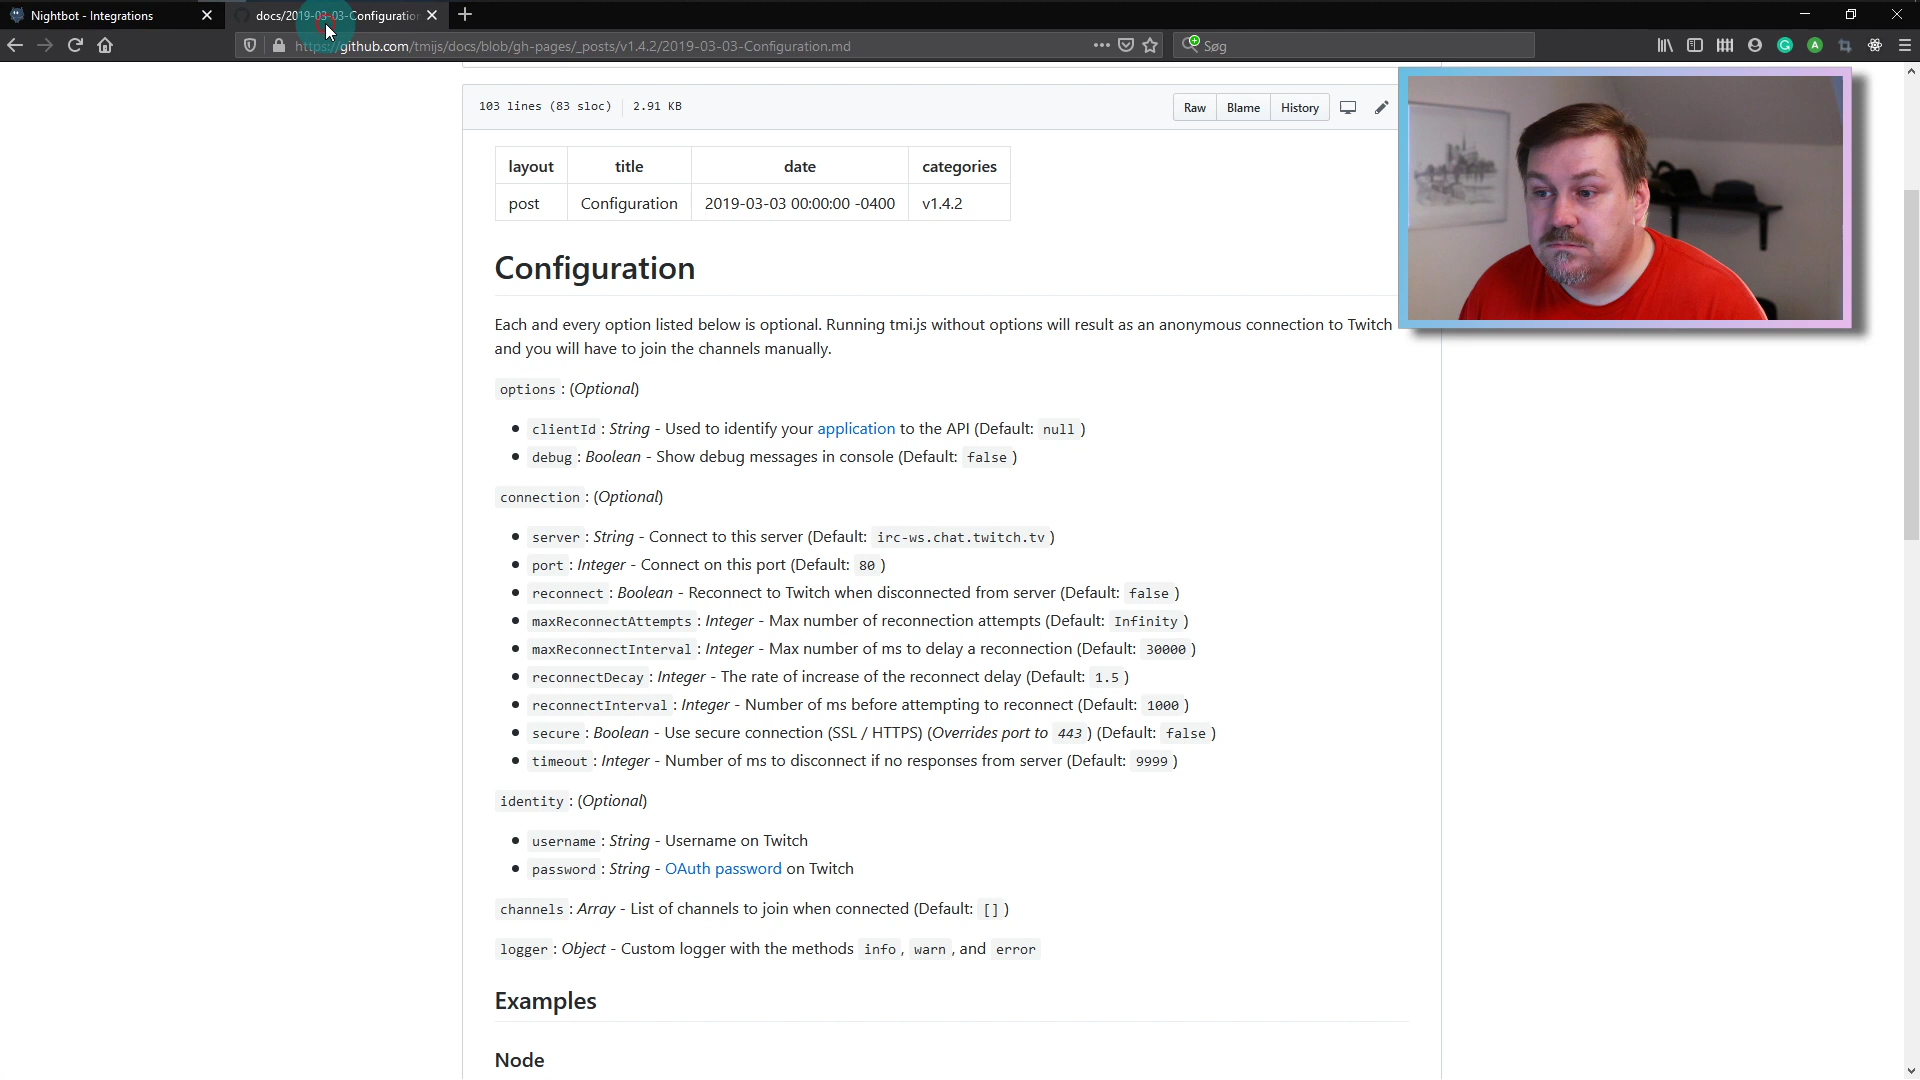 Nightbot - Integrations
docs/2019-03-03-Configuration
https://github.com/tmijs/docs/blob/gh-pages/_posts/v1.4.2/2019-03-03-Configuration.md
Søg
103 lines (83 sloc) 2.91 KB
Raw Blame History
layout title date categories
post Configuration 2019-03-03 00:00:00 -0400 v1.4.2
Configuration
Each and every option listed below is optional. Running tmi.js without options will result as an anonymous connection to Twitch
and you will have to join the channels manually.
options : (Optional)
clientId : String - Used to identify your application to the API (Default: null )
debug : Boolean - Show debug messages in console (Default: false )
connection : (Optional)
server : String - Connect to this server (Default: irc-ws.chat.twitch.tv )
port : Integer - Connect on this port (Default: 80 )
reconnect : Boolean - Reconnect to Twitch when disconnected from server (Default: false )
maxReconnectAttempts : Integer - Max number of reconnection attempts (Default: Infinity )
maxReconnectInterval : Integer - Max number of ms to delay a reconnection (Default: 30000 )
reconnectDecay : Integer - The rate of increase of the reconnect delay (Default: 1.5 )
reconnectInterval : Integer - Number of ms before attempting to reconnect (Default: 1000 )
secure : Boolean - Use secure connection (SSL / HTTPS) (Overrides port to 443 ) (Default: false )
timeout : Integer - Number of ms to disconnect if no responses from server (Default: 9999 )
identity : (Optional)
username : String - Username on Twitch
password : String - OAuth password on Twitch
channels : Array - List of channels to join when connected (Default: [] )
logger : Object - Custom logger with the methods info , warn , and error
Examples
Node